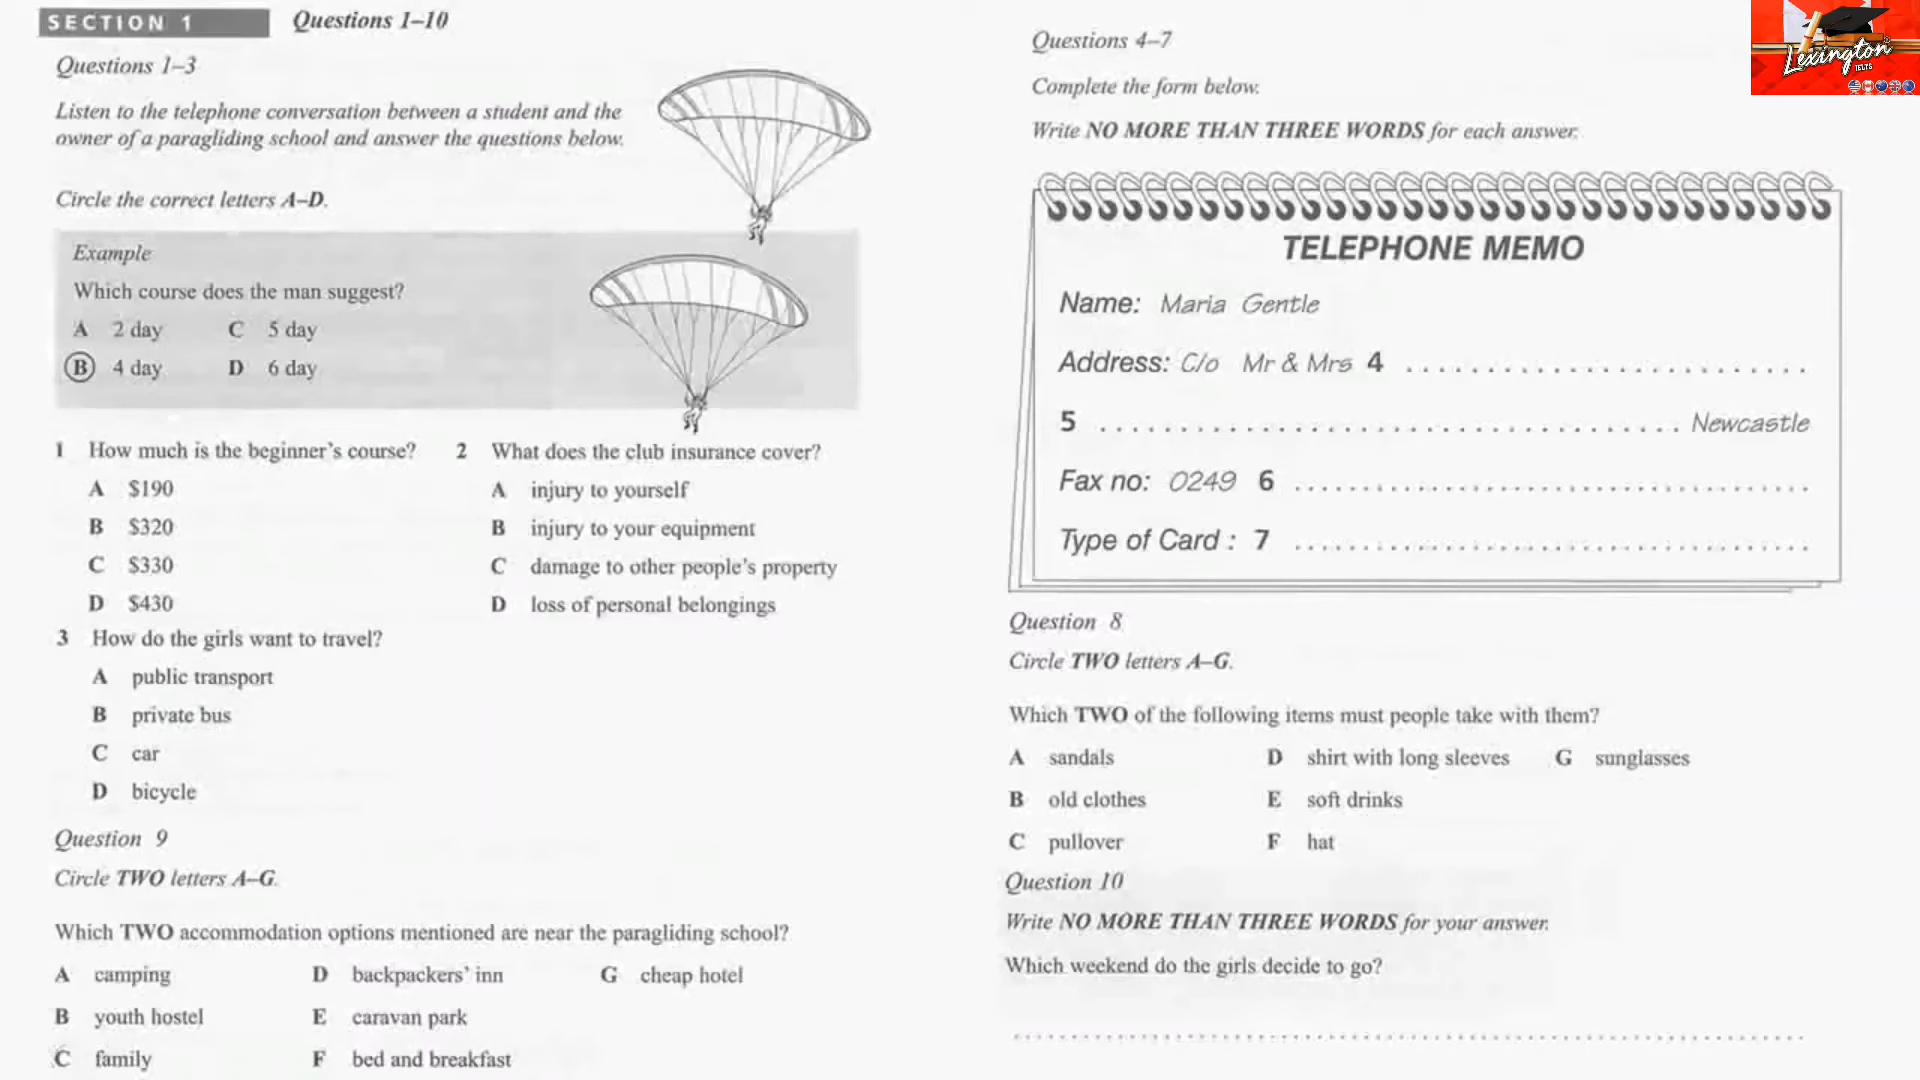 SECTION 1
Questions 1–10
Questions 1–3
Listen to the telephone conversation between a student and the
owner of a paragliding school and answer the questions below.
Circle the correct letters A–D.
Example
Which course does the man suggest?
A 2 day C 5 day
B 4 day D 6 day
1 How much is the beginner's course?
A $190
B $320
C $330
D $430
2 What does the club insurance cover?
A injury to yourself
B injury to your equipment
C damage to other people's property
D loss of personal belongings
3 How do the girls want to travel?
A public transport
B private bus
C car
D bicycle
Question 9
Circle TWO letters A–G.
Which TWO accommodation options mentioned are near the paragliding school?
A camping D backpackers' inn G cheap hotel
B youth hostel E caravan park
C family F bed and breakfast
Questions 4–7
Complete the form below.
Write NO MORE THAN THREE WORDS for each answer.
TELEPHONE MEMO
Name: Maria Gentle
Address: C/o Mr & Mrs 4 ........................
5 .................................... Newcastle
Fax no: 0249 6 ................................
Type of Card : 7 ................................
Question 8
Circle TWO letters A–G.
Which TWO of the following items must people take with them?
A sandals D shirt with long sleeves G sunglasses
B old clothes E soft drinks
C pullover F hat
Question 10
Write NO MORE THAN THREE WORDS for your answer.
Which weekend do the girls decide to go?
................................................................
Lexington
IELTS